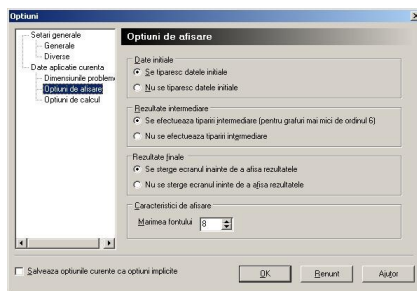 Optiuni
Setari generale
Generale
Diverse
Date aplicatie curenta
Dimensiunile problem
Optiuni de afisare
Optiuni de calcul
Optiuni de afisare
Date initiale
Se tiparesc datele initiale
Nu se tiparesc datele initiale
Rezultate intermediare
Se efectueaza tipariri intermediare (pentru grafuri mai mici de ordinul 6)
Nu se efectueaza tipariri intermediare
Rezultate finale
Se sterge ecranul inainte de a afisa rezultatele
Nu se sterge ecranul ininte de a afisa rezultatele
Caracteristici de afisare
Marimea fontului 8
Salveaza optiunile curente ca optiuni implicite
OK Renunt Ajutor